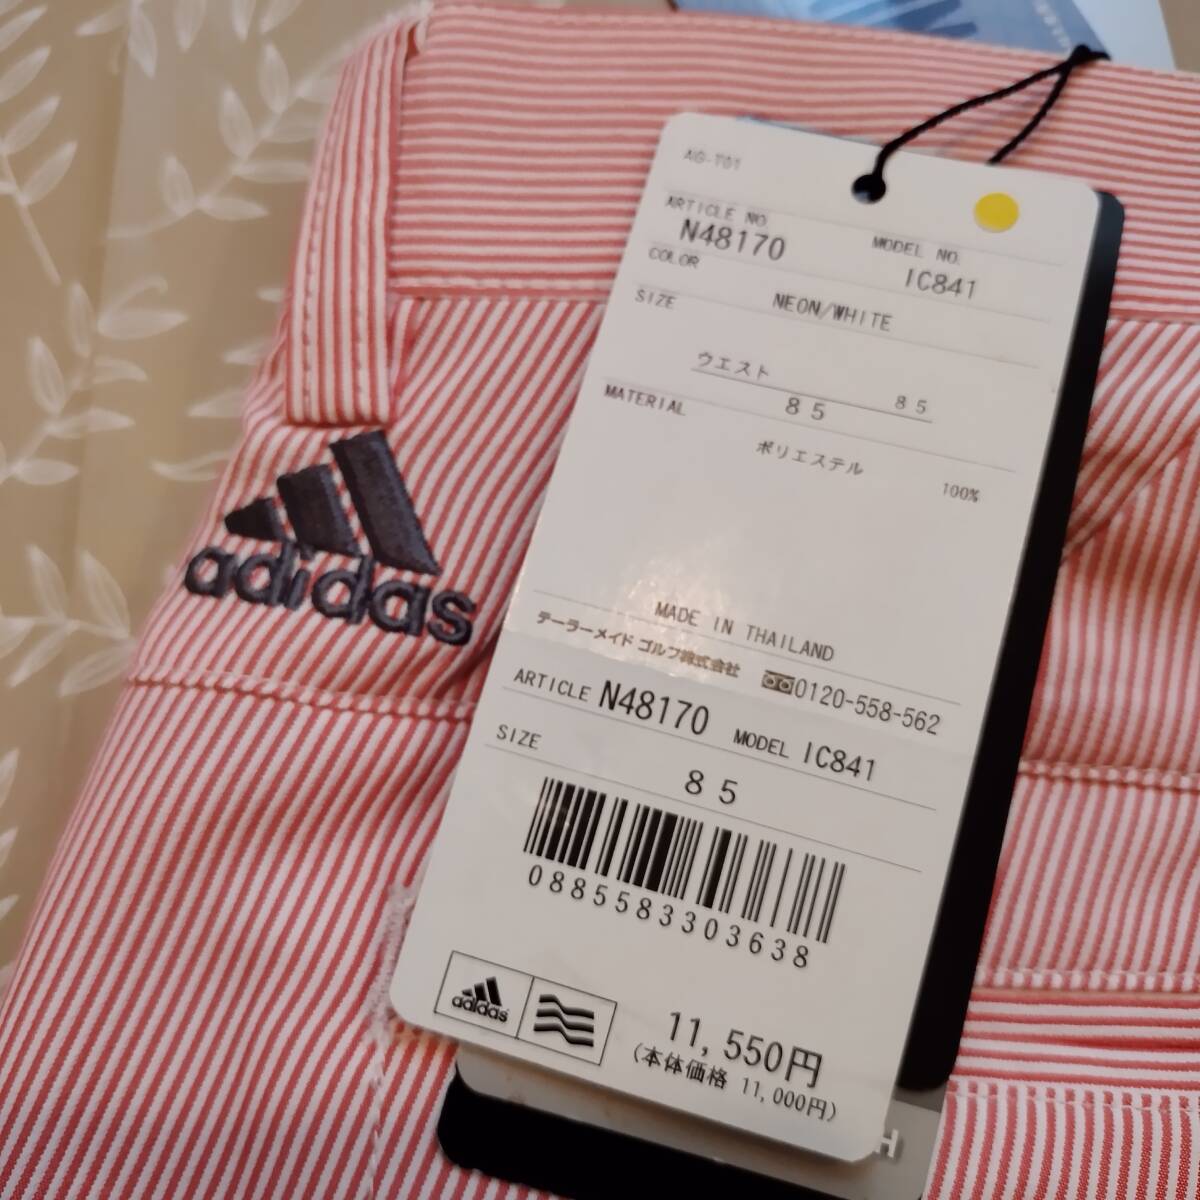 AG-T01
ARTICLE NO. MODEL NO.
N48170 IC841
COLOR
NEON/WHITE
SIZE
ウエスト
85 85
MATERIAL
ポリエステル 100%
MADE IN THAILAND
テーラーメイド ゴルフ株式会社 0120-558-562
ARTICLE N48170 MODEL IC841
SIZE
85
0885583303638
adidas
11,550円
(本体価格 11,000円)
adidas
H